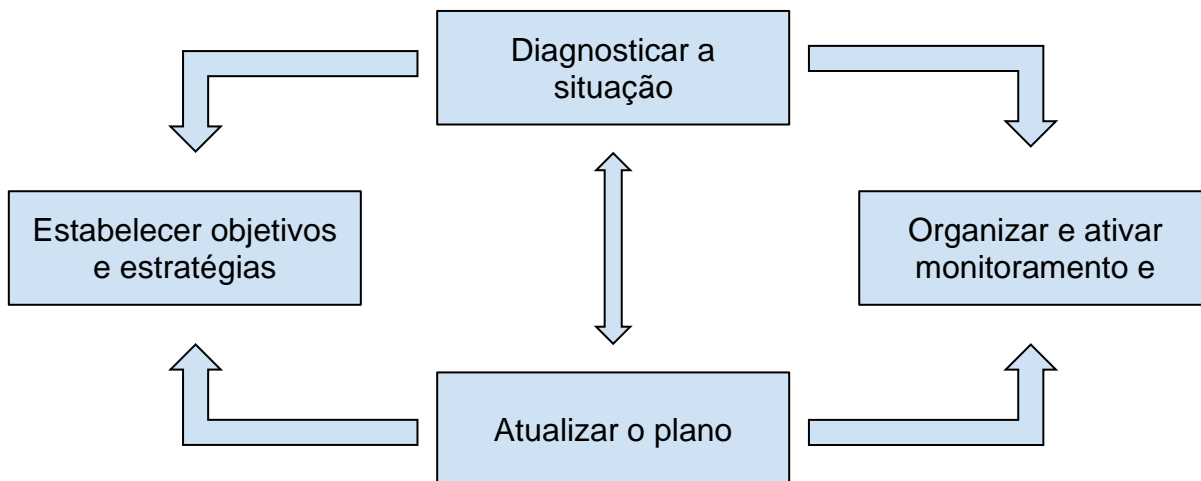 Diagnosticar a
situação
Estabelecer objetivos
e estratégias
Organizar e ativar
monitoramento e
Atualizar o plano